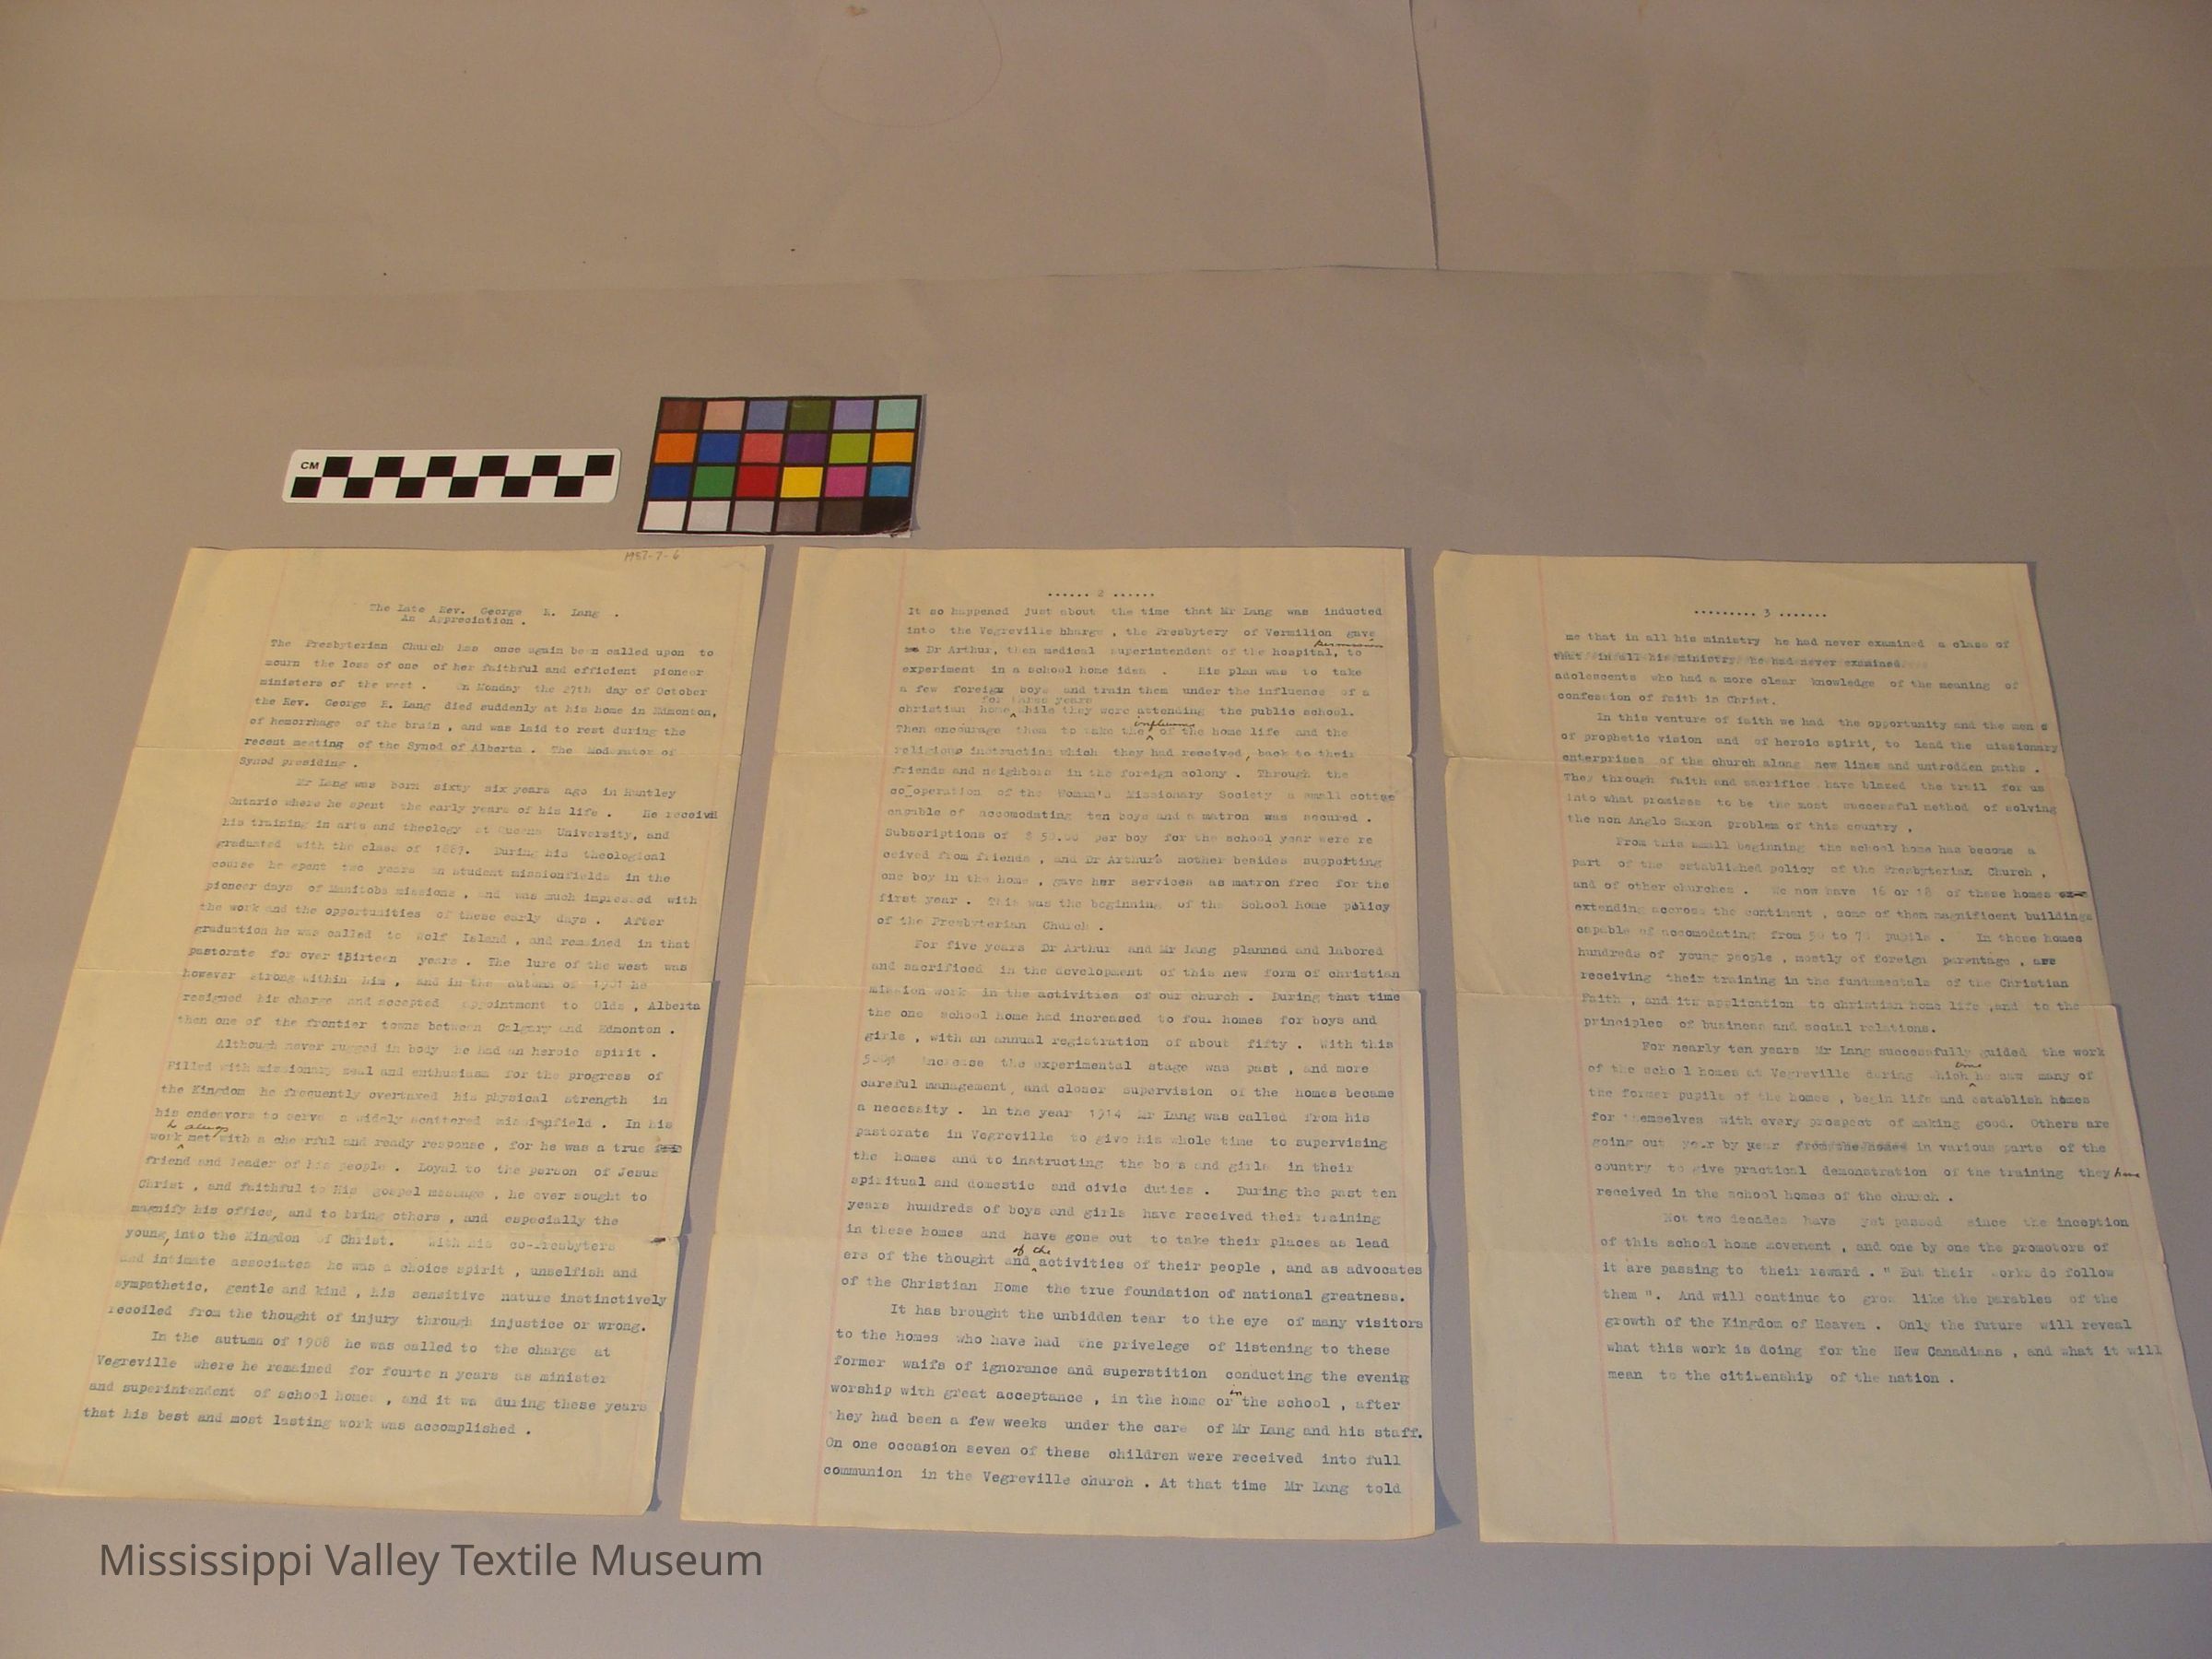 CM
1987-7-6
The Late Rev. George E. Lang .
An Appreciation .
The Presbyterian Church has once again been called upon to
mourn the loss of one of her faithful and efficient pioneer
ministers of the west . On Monday the 27th day of October
the Rev. George E. Lang died suddenly at his home in Edmonton,
of hemorrhage of the brain , and was laid to rest during the
recent meeting of the Synod of Alberta . The Moderator of
Synod presiding .
Mr Lang was born sixty six years ago in Huntley
Ontario where he spent the early years of his life . He receivd
his training in arts and theology at Queens University, and
graduated with the class of 1887. During his theological
course he spent two years on student missionfields in the
pioneer days of Manitoba missions , and was much impressed with
the work and the opportunities of these early days . After
graduation he was called to Wolf Island , and remained in that
pastorate for over thirteen years . The lure of the west was
however strong within him , and in the autumn of 1901 he
resigned his charge and accepted appointment to Olds , Alberta
then one of the frontier towns between Calgary and Edmonton .
Although never rugged in body he had an heroic spirit .
Filled with missionary zeal and enthusiasm for the progress of
the Kingdom he frequently overtaxed his physical strength in
his endeavors to serve a widely scattered missionfield . In his
he always
work met with a cheerful and ready response , for he was a true
friend and leader of his people . Loyal to the person of Jesus
Christ , and faithful to His gospel message , he ever sought to
magnify his office, and to bring others , and especially the
young, into the Kingdon of Christ. With his co-Presbyters
and intimate associates he was a choice spirit , unselfish and
sympathetic, gentle and kind , his sensitive nature instinctively
recoiled from the thought of injury through injustice or wrong.
In the autumn of 1908 he was called to the charge at
Vegreville where he remained for fourte n years as minister
and superintendent of school homes , and it was during these years
that his best and most lasting work was accomplished .
...... 2 ......
It so happened just about the time that Mr Lang was inducted
into the Vegreville bharge , the Presbytery of Vermilion gave
permission
Dr Arthur, then medical superintendent of the hospital, to
experiment in a school home idea . His plan was to take
a few foreign boys and train them under the influence of a
for three years
christian home while they were attending the public school.
influence
Then encourage them to take the of the home life and the
religious instruction which they had received, back to their
friends and neighbors in the foreign colony . Through the
co-operation of the Woman's Missionary Society a small cottge
capable of accomodating ten boys and a matron was secured .
Subscriptions of $ 50.00 per boy for the school year were re
ceived from friends , and Dr Arthurs mother besides supporting
one boy in the home , gave her services as matron free for the
first year . This was the beginning of the School home policy
of the Presbyterian Church .
For five years Dr Arthur and Mr Lang planned and labored
and sacrificed in the development of this new form of christian
mission work in the activities of our church . During that time
the one school home had increased to four homes for boys and
girls , with an annual registration of about fifty . With this
500% increase the experimental stage was past , and more
careful management, and closer supervision of the homes became
a necessity . In the year 1914 Mr Lang was called from his
pastorate in Vegreville to give his whole time to supervising
the homes and to instructing the boys and girls in their
spiritual and domestic and civic duties . During the past ten
years hundreds of boys and girls have received their training
in these homes and have gone out to take their places as lead
of the
ers of the thought and activities of their people , and as advocates
of the Christian Home the true foundation of national greatness.
It has brought the unbidden tear to the eye of many visitors
to the homes who have had the privelege of listening to these
former waifs of ignorance and superstition conducting the evenig
in
worship with great acceptance , in the home or the school , after
they had been a few weeks under the care of Mr Lang and his staff.
On one occasion seven of these children were received into full
communion in the Vegreville church . At that time Mr Lang told
......... 3 .......
me that in all his ministry he had never examined a class of
that in all his ministry he had never examined
adolescents who had a more clear knowledge of the meaning of
confession of faith in Christ.
In this venture of faith we had the opportunity and the men
of prophetic vision and of heroic spirit, to lead the missionary
enterprises of the church along new lines and untrodden paths .
They through faith and sacrifice have blazed the trail for us
into what promises to be the most successful method of solving
the non Anglo Saxon problem of this country .
From this small beginning the school home has become a
part of the established policy of the Presbyterian Church ,
and of other churches . We now have 16 or 18 of these homes
extending accross the continent , some of them magnificent buildings
capable of accomodating from 50 to 70 pupils . In these homes
hundreds of young people , mostly of foreign parentage , are
receiving their training in the fundamentals of the Christian
Faith , and its application to christian home life ,and to the
principles of business and social relations.
For nearly ten years Mr Lang successfully guided the work
time
of the school homes at Vegreville during which he saw many of
the former pupils of the homes , begin life and establish homes
for themselves with every prospect of making good. Others are
going out year by year from the homes in various parts of the
country to give practical demonstration of the training they have
received in the school homes of the church .
Not two decades have yet passed since the inception
of this school home movement , and one by one the promotors of
it are passing to their reward . " But their works do follow
them ". And will continue to grow like the parables of the
growth of the Kingdom of Heaven . Only the future will reveal
what this work is doing for the New Canadians , and what it will
mean to the citizenship of the nation .
Mississippi Valley Textile Museum